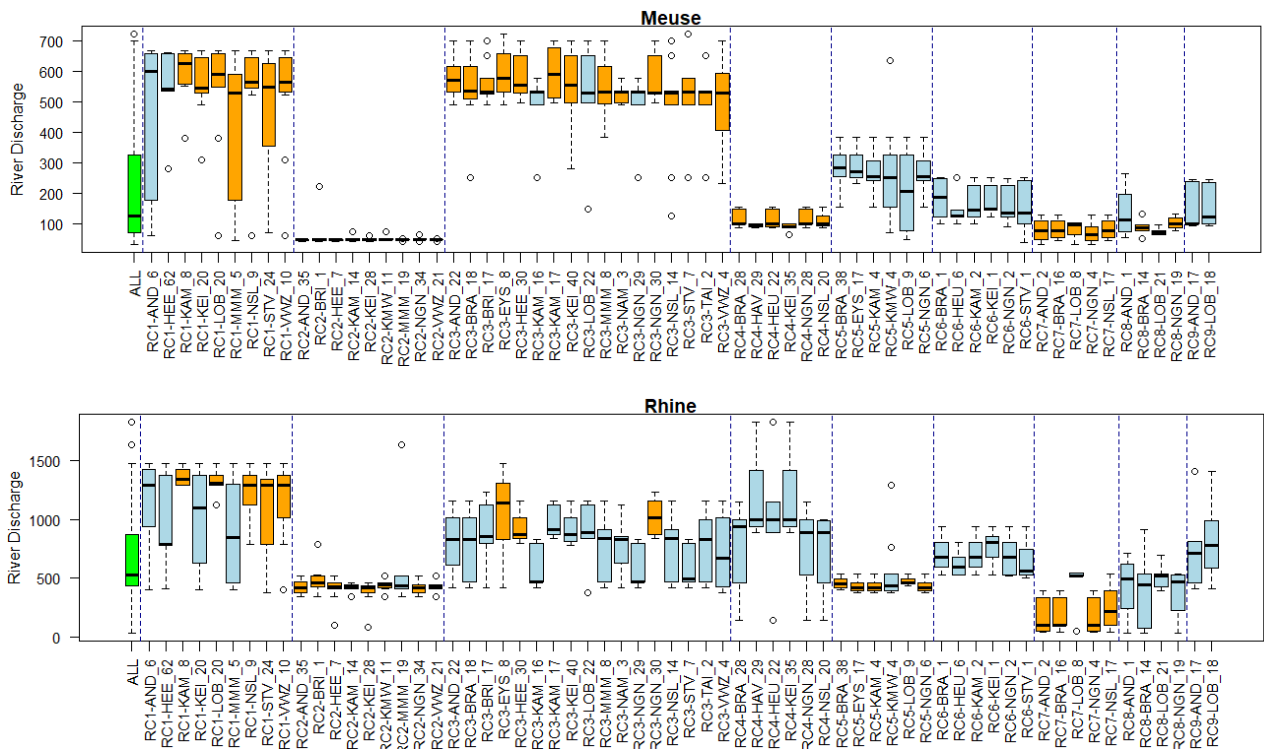 Meuse
River Discharge
700
600
500
400
300
200
100
ALL
RC1-AND_6
RC1-HEE_62
RC1-KAM_8
RC1-KEI_20
RC1-LOB_20
RC1-MMM_5
RC1-NSL_9
RC1-STV_24
RC1-VWZ_10
RC2-AND_35
RC2-BRI_1
RC2-HEE_7
RC2-KAM_14
RC2-KEI_28
RC2-KMW_11
RC2-MMM_19
RC2-NGN_34
RC2-VWZ_21
RC3-AND_22
RC3-BRA_18
RC3-BRI_17
RC3-EYS_8
RC3-HEE_30
RC3-KAM_16
RC3-KAM_17
RC3-KEI_40
RC3-LOB_22
RC3-MMM_8
RC3-NAM_3
RC3-NGN_29
RC3-NGN_30
RC3-NSL_14
RC3-STV_7
RC3-TAI_2
RC3-VWZ_4
RC4-BRA_28
RC4-HAV_29
RC4-HEU_22
RC4-KEI_35
RC4-NGN_28
RC4-NSL_20
RC5-BRA_38
RC5-EYS_17
RC5-KAM_4
RC5-KMW_4
RC5-LOB_9
RC5-NGN_6
RC6-BRA_1
RC6-HEU_6
RC6-KAM_2
RC6-KEI_1
RC6-NGN_2
RC6-STV_1
RC7-AND_2
RC7-BRA_16
RC7-LOB_8
RC7-NGN_4
RC7-NSL_17
RC8-AND_1
RC8-BRA_14
RC8-LOB_21
RC8-NGN_19
RC9-AND_17
RC9-LOB_18
Rhine
River Discharge
1500
1000
500
0
ALL
RC1-AND_6
RC1-HEE_62
RC1-KAM_8
RC1-KEI_20
RC1-LOB_20
RC1-MMM_5
RC1-NSL_9
RC1-STV_24
RC1-VWZ_10
RC2-AND_35
RC2-BRI_1
RC2-HEE_7
RC2-KAM_14
RC2-KEI_28
RC2-KMW_11
RC2-MMM_19
RC2-NGN_34
RC2-VWZ_21
RC3-AND_22
RC3-BRA_18
RC3-BRI_17
RC3-EYS_8
RC3-HEE_30
RC3-KAM_16
RC3-KAM_17
RC3-KEI_40
RC3-LOB_22
RC3-MMM_8
RC3-NAM_3
RC3-NGN_29
RC3-NGN_30
RC3-NSL_14
RC3-STV_7
RC3-TAI_2
RC3-VWZ_4
RC4-BRA_28
RC4-HAV_29
RC4-HEU_22
RC4-KEI_35
RC4-NGN_28
RC4-NSL_20
RC5-BRA_38
RC5-EYS_17
RC5-KAM_4
RC5-KMW_4
RC5-LOB_9
RC5-NGN_6
RC6-BRA_1
RC6-HEU_6
RC6-KAM_2
RC6-KEI_1
RC6-NGN_2
RC6-STV_1
RC7-AND_2
RC7-BRA_16
RC7-LOB_8
RC7-NGN_4
RC7-NSL_17
RC8-AND_1
RC8-BRA_14
RC8-LOB_21
RC8-NGN_19
RC9-AND_17
RC9-LOB_18